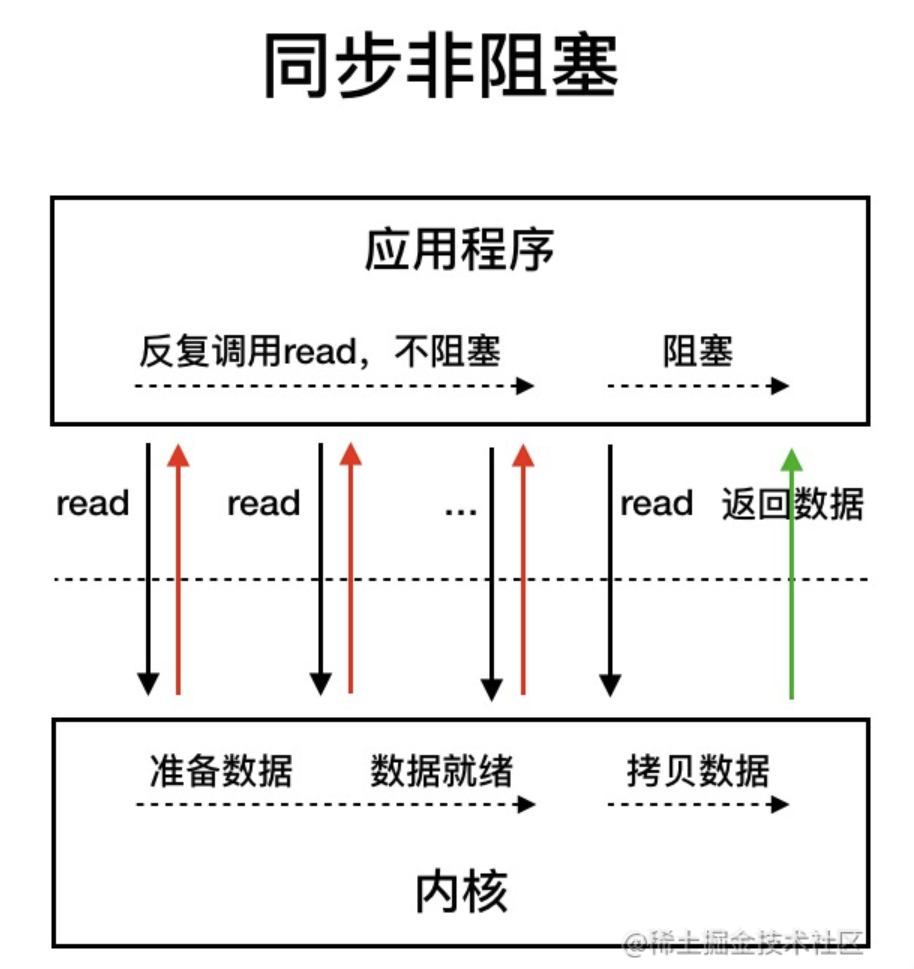 同步非阻塞
应用程序
反复调用read，不阻塞
阻塞
read
read
...
read
返回数据
准备数据
数据就绪
拷贝数据
内核
@稀土掘金技术社区